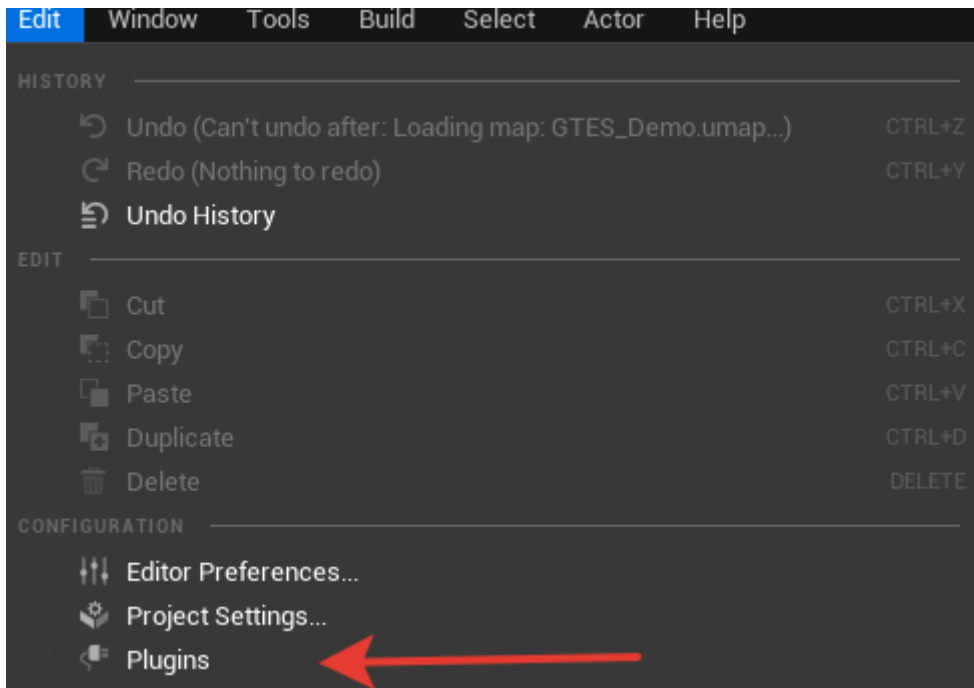 Edit Window Tools Build Select Actor Help
HISTORY
Undo (Can't undo after: Loading map: GTES_Demo.umap...) CTRL+Z
Redo (Nothing to redo) CTRL+Y
Undo History
EDIT
Cut CTRL+X
Copy CTRL+C
Paste CTRL+V
Duplicate CTRL+D
Delete DELETE
CONFIGURATION
Editor Preferences...
Project Settings...
Plugins